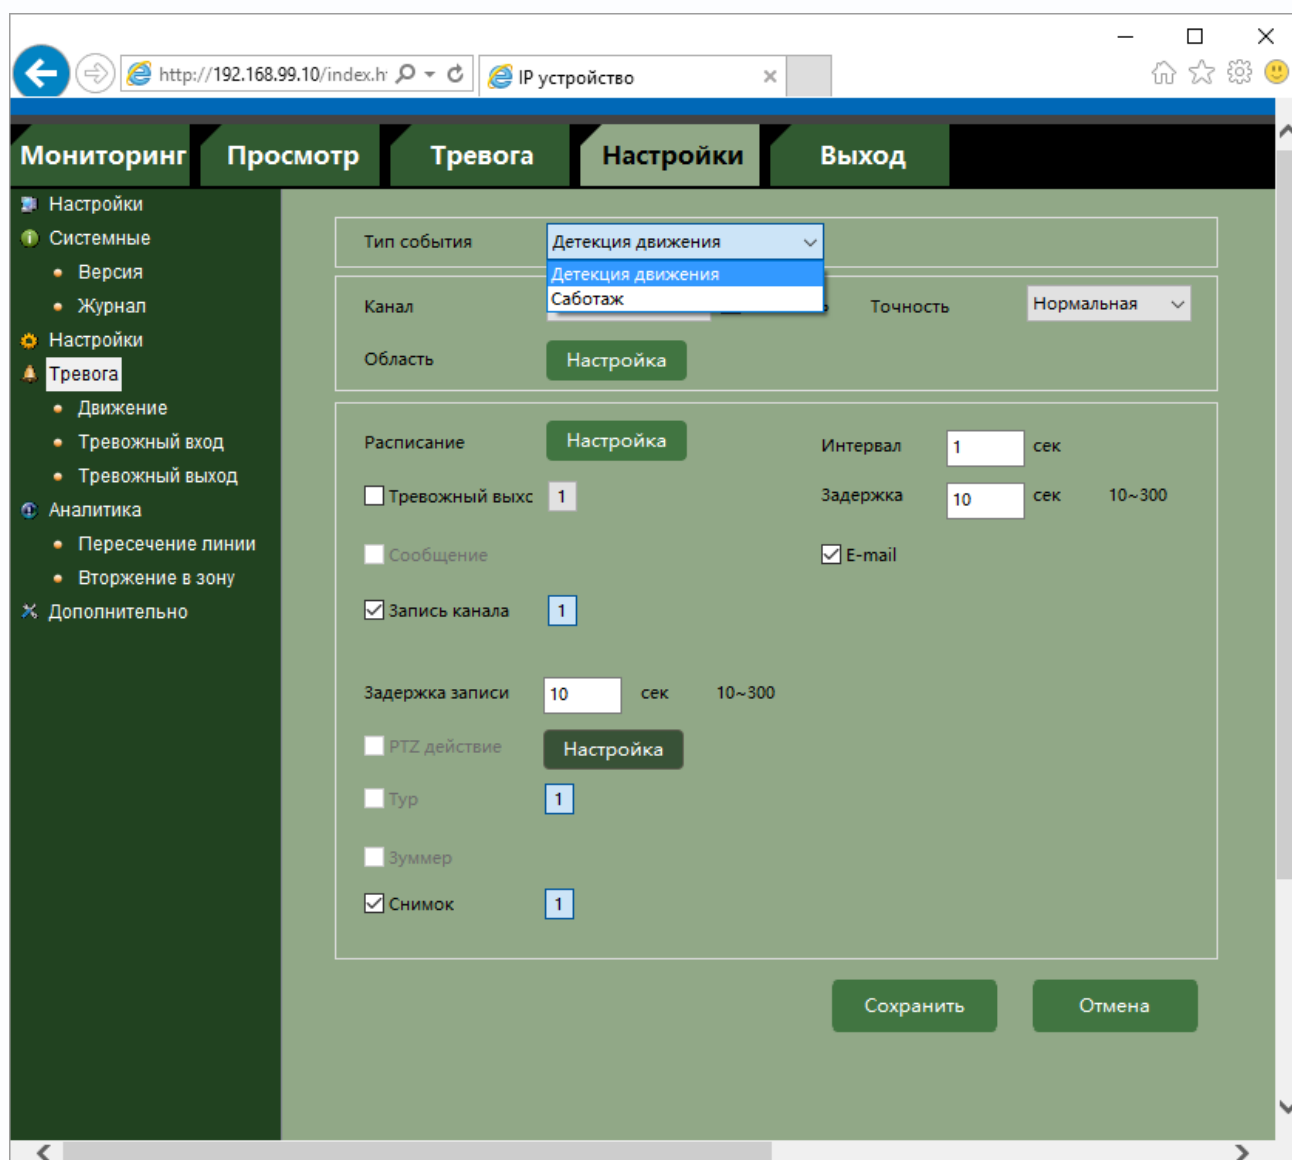 http://192.168.99.10/index.h
IP устройство
Мониторинг Просмотр Тревога Настройки Выход
Настройки
Системные
Версия
Журнал
Настройки
Тревога
Движение
Тревожный вход
Тревожный выход
Аналитика
Пересечение линии
Вторжение в зону
Дополнительно
Тип события Детекция движения
Детекция движения
Саботаж
Канал Точность Нормальная
Область Настройка
Расписание Настройка Интервал 1 сек
Тревожный выхс 1 Задержка 10 сек 10~300
Сообщение E-mail
Запись канала 1
Задержка записи 10 сек 10~300
PTZ действие Настройка
Тур 1
Зуммер
Снимок 1
Сохранить Отмена